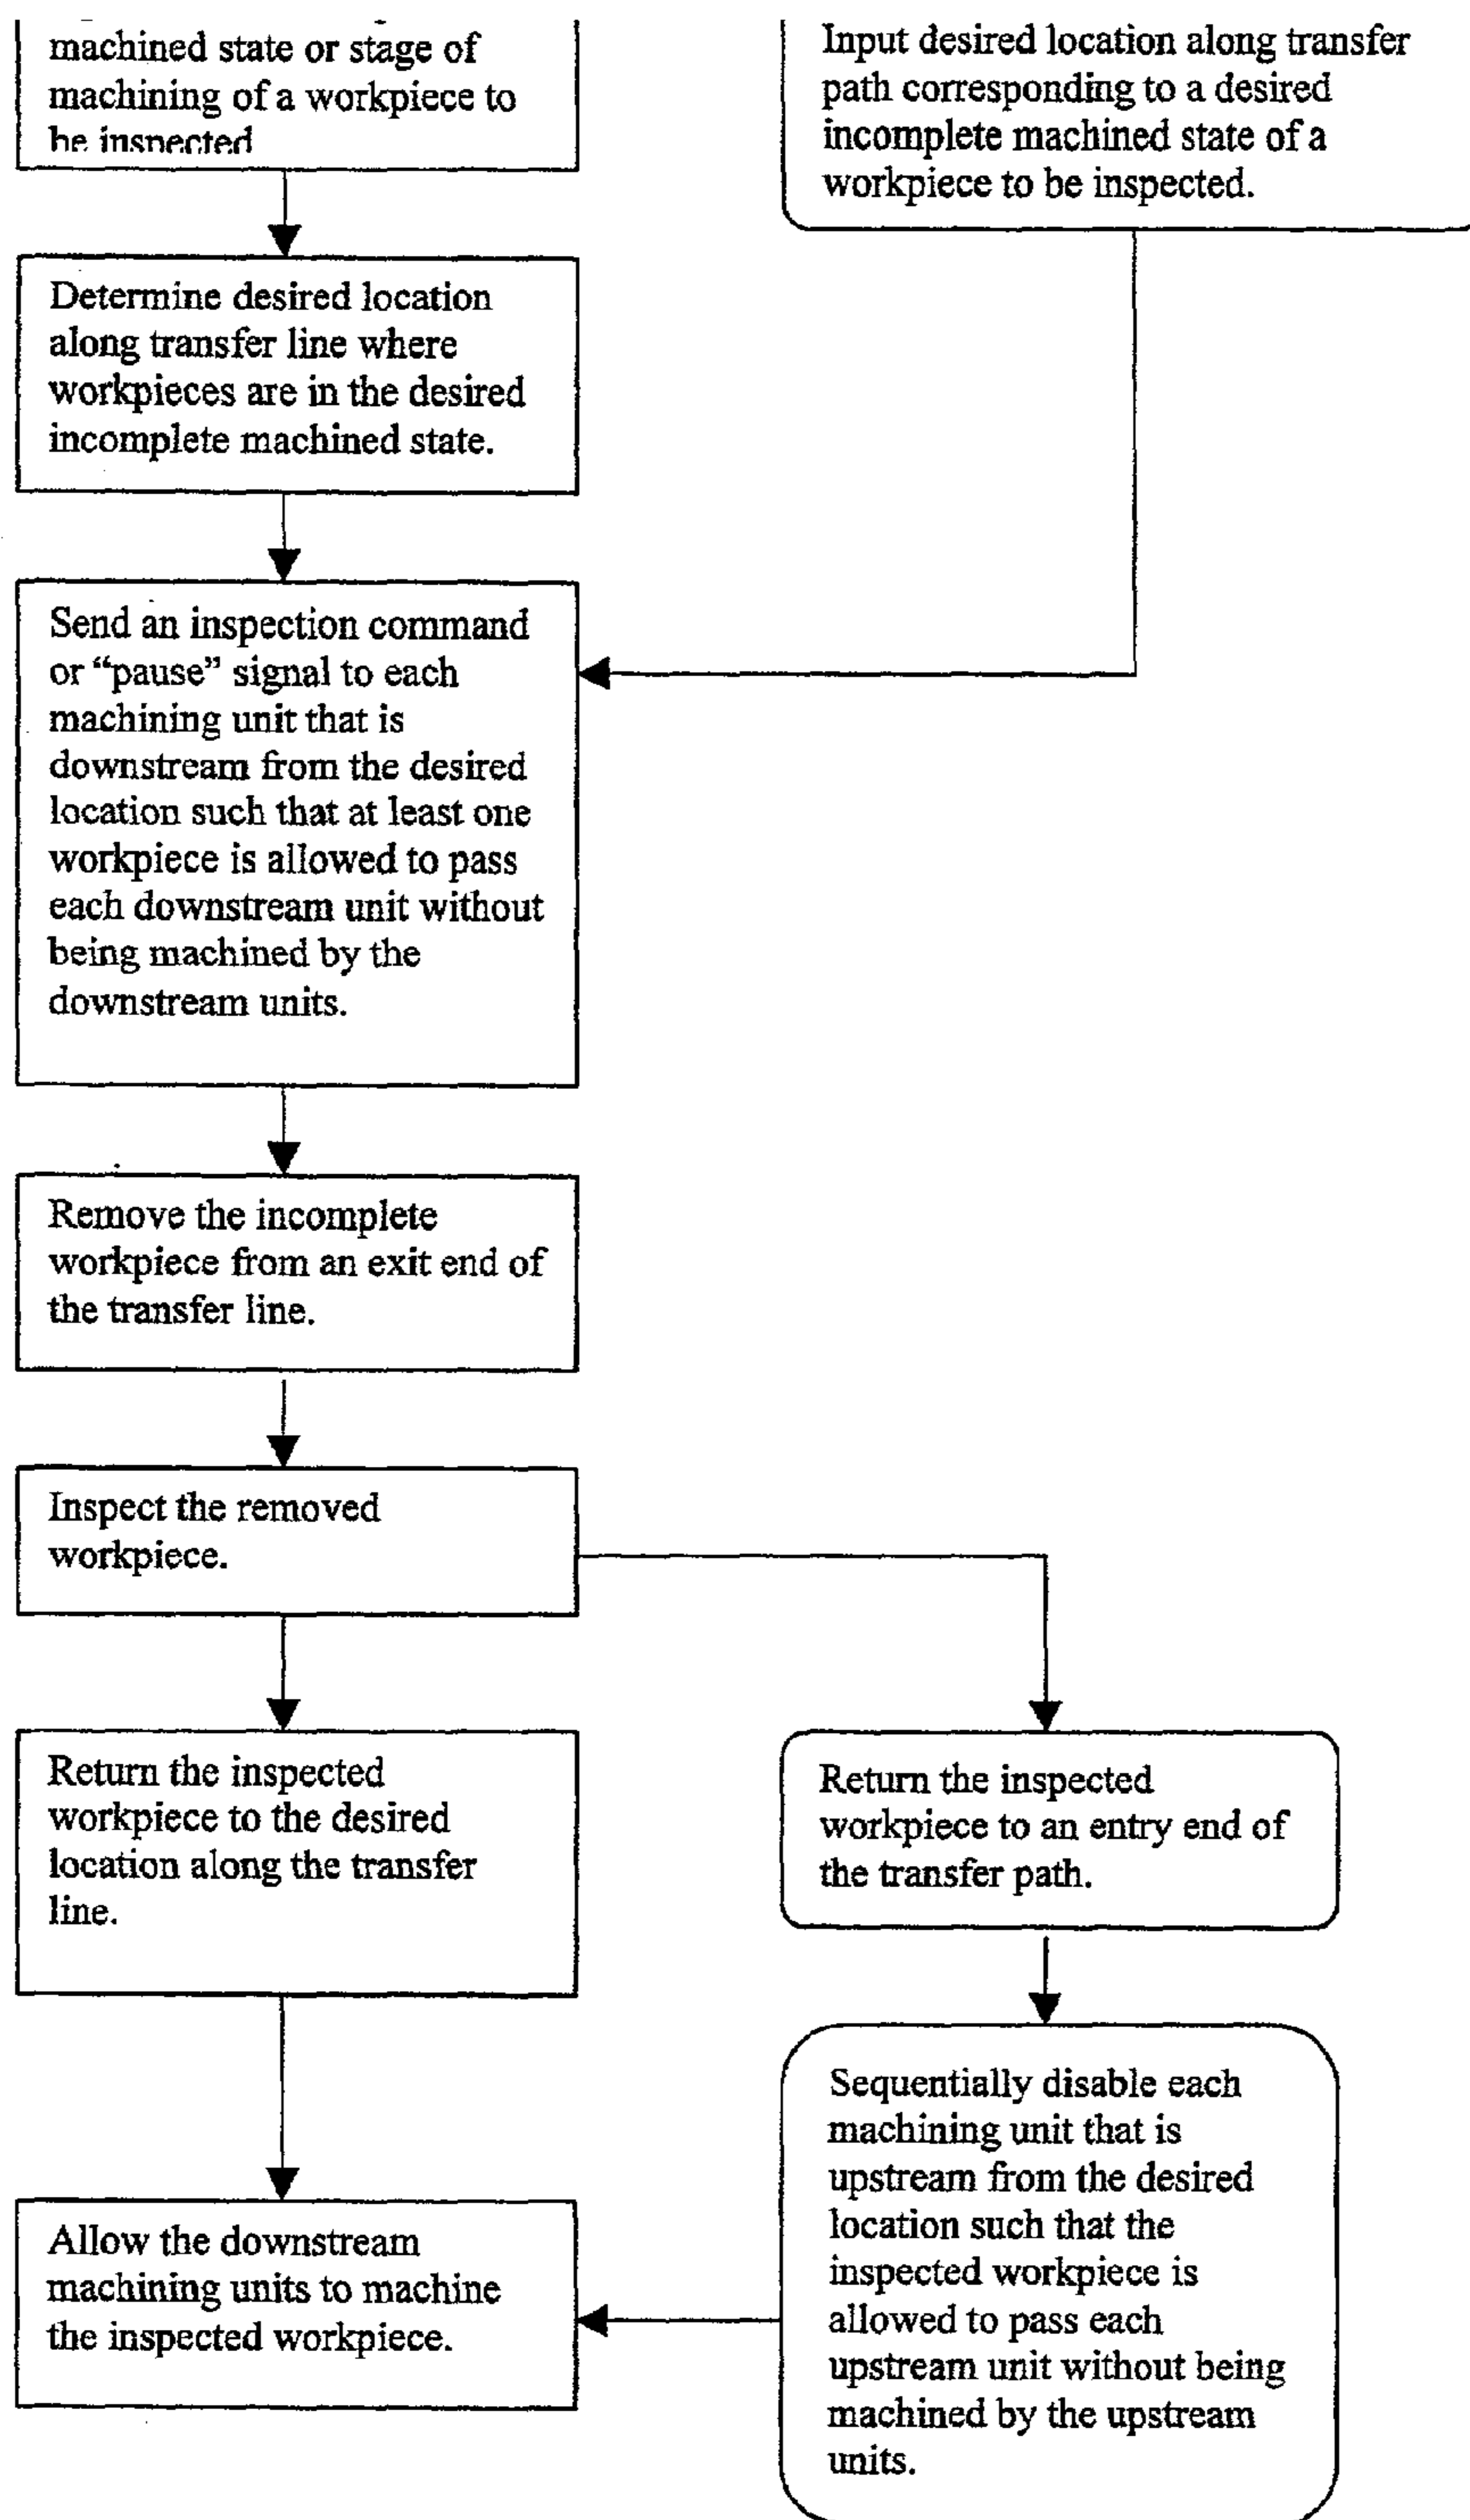 machined state or stage of
machining of a workpiece to
be inspected
Input desired location along transfer
path corresponding to a desired
incomplete machined state of a
workpiece to be inspected.
Determine desired location
along transfer line where
workpieces are in the desired
incomplete machined state.
Send an inspection command
or “pause” signal to each
machining unit that is
downstream from the desired
location such that at least one
workpiece is allowed to pass
each downstream unit without
being machined by the
downstream units.
Remove the incomplete
workpiece from an exit end of
the transfer line.
Inspect the removed
workpiece.
Return the inspected
workpiece to the desired
location along the transfer
line.
Return the inspected
workpiece to an entry end of
the transfer path.
Sequentially disable each
machining unit that is
upstream from the desired
location such that the
inspected workpiece is
allowed to pass each
upstream unit without being
machined by the upstream
units.
Allow the downstream
machining units to machine
the inspected workpiece.